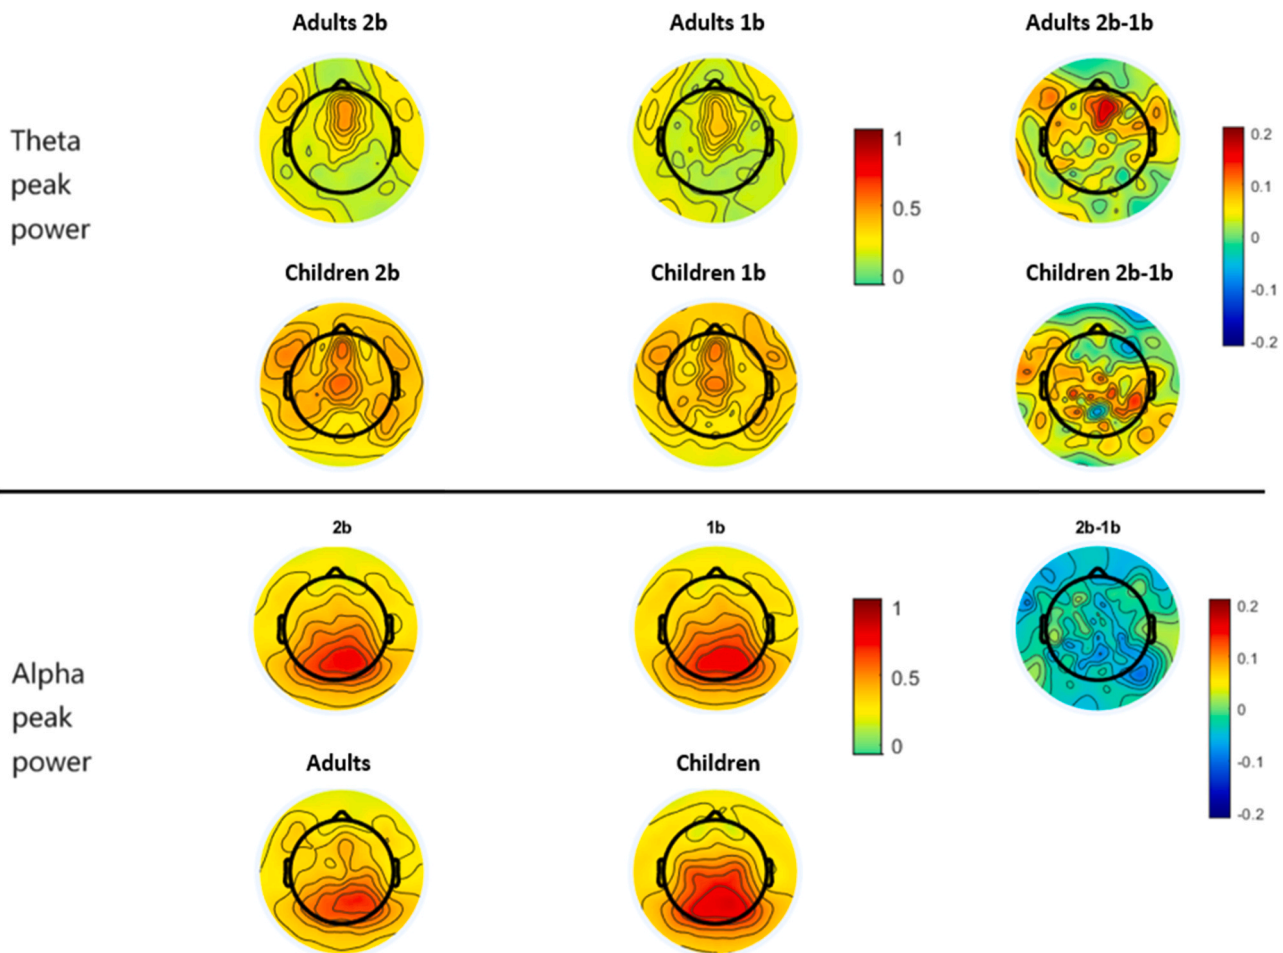 Adults 2b
Adults 1b
Adults 2b-1b
Theta
peak
power
1
0.5
0
0.2
0.1
0
-0.1
-0.2
Children 2b
Children 1b
Children 2b-1b
2b
1b
2b-1b
Alpha
peak
power
1
0.5
0
0.2
0.1
0
-0.1
-0.2
Adults
Children